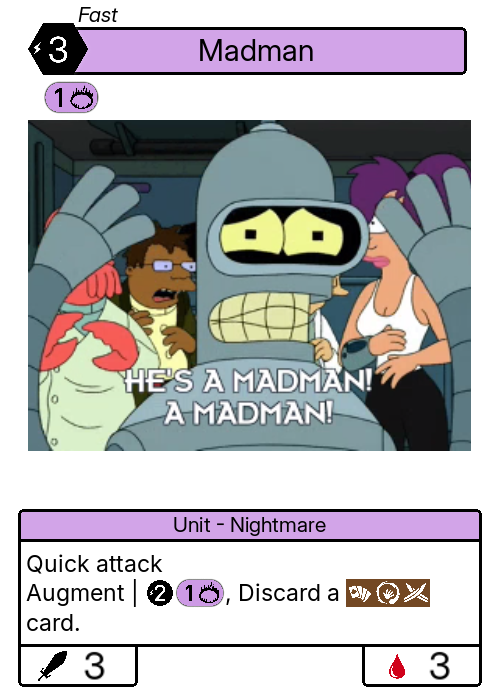 Fast
3 Madman
1
HE'S A MADMAN!
A MADMAN!
Unit - Nightmare
Quick attack
Augment | 2 1 , Discard a
card.
3 3